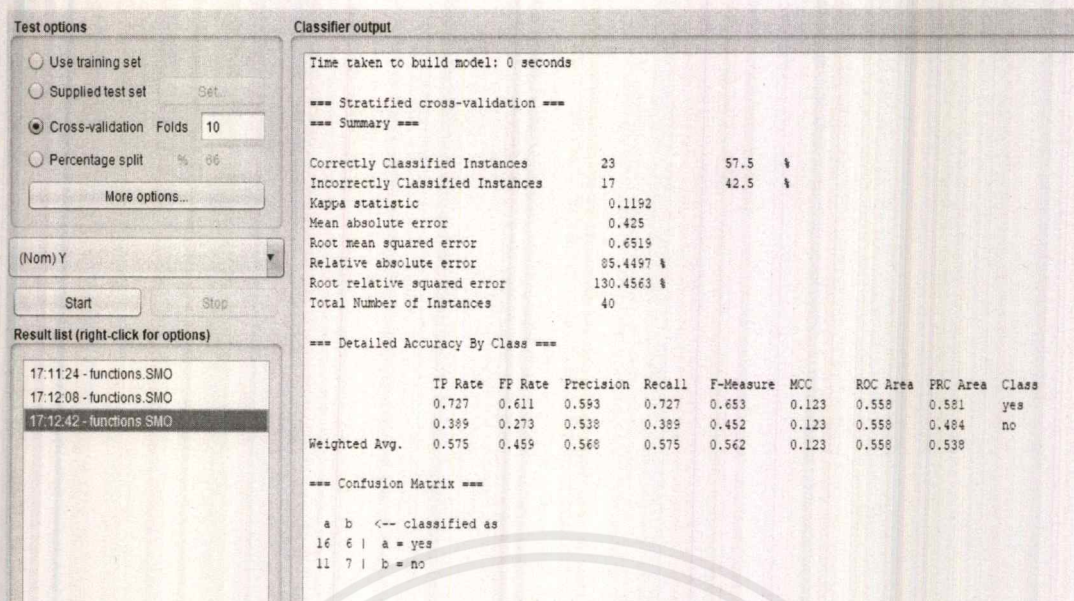 Test options
Use training set
Supplied test set Set...
Cross-validation Folds 10
Percentage split % 66
More options...
(Nom) Y
Start Stop
Result list (right-click for options)
17:11:24 - functions.SMO
17:12:08 - functions.SMO
17:12:42 - functions.SMO
Classifier output
Time taken to build model: 0 seconds
=== Stratified cross-validation ===
=== Summary ===
Correctly Classified Instances 23 57.5 %
Incorrectly Classified Instances 17 42.5 %
Kappa statistic 0.1192
Mean absolute error 0.425
Root mean squared error 0.6519
Relative absolute error 85.4497 %
Root relative squared error 130.4563 %
Total Number of Instances 40
=== Detailed Accuracy By Class ===
TP Rate FP Rate Precision Recall F-Measure MCC ROC Area PRC Area Class
0.727 0.611 0.593 0.727 0.653 0.123 0.558 0.581 yes
0.389 0.273 0.538 0.389 0.452 0.123 0.558 0.484 no
Weighted Avg. 0.575 0.459 0.568 0.575 0.562 0.123 0.558 0.538
=== Confusion Matrix ===
a b <-- classified as
16 6 | a = yes
11 7 | b = no